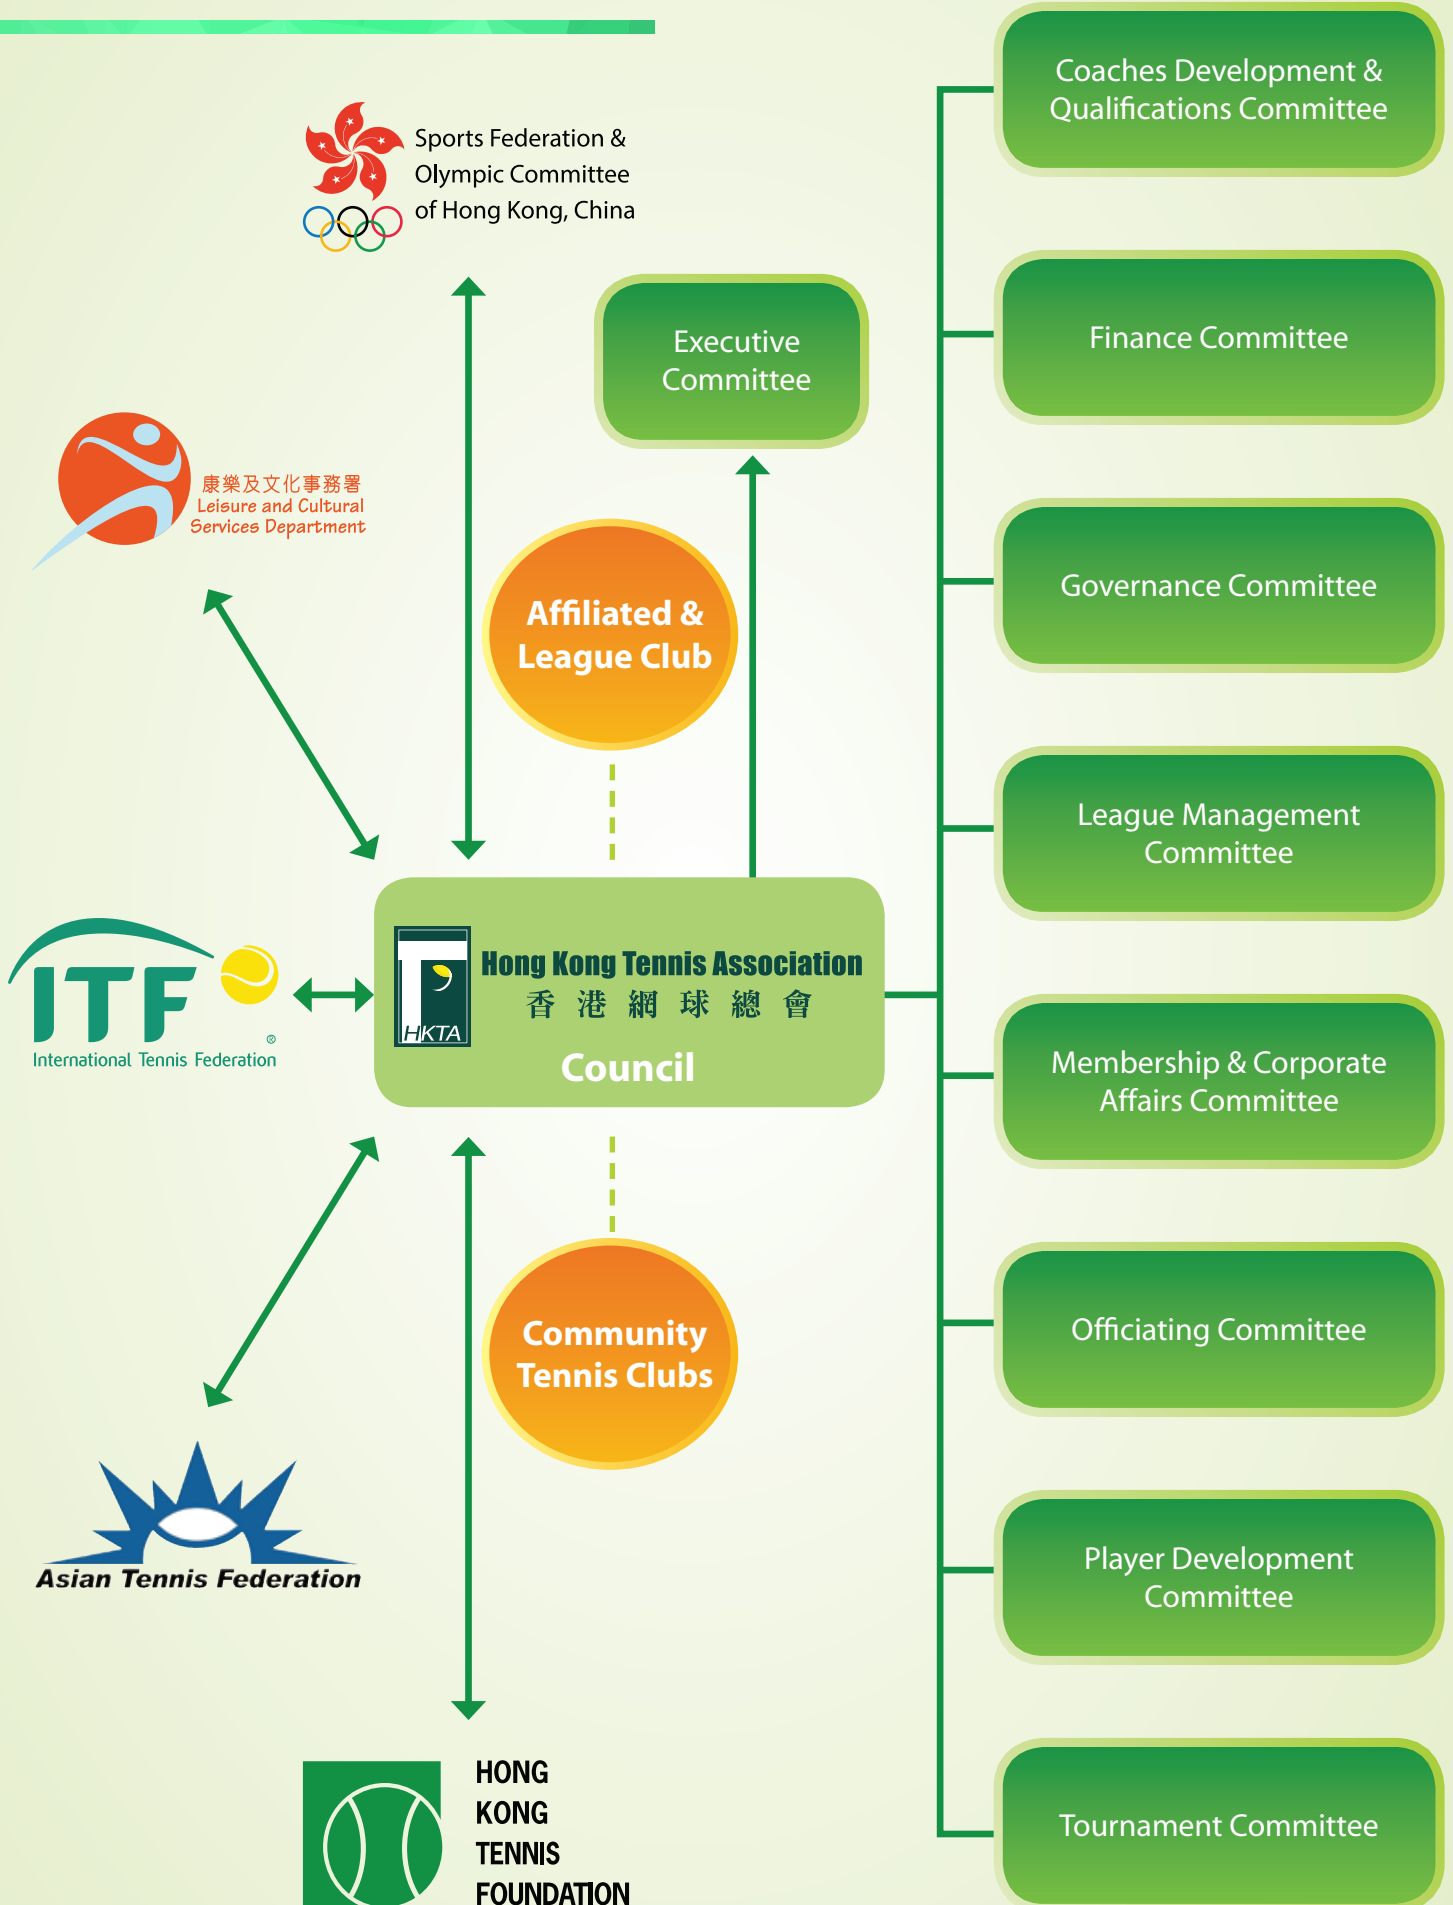 Sports Federation &
Olympic Committee
of Hong Kong, China
Executive
Committee
康樂及文化事務署
Leisure and Cultural
Services Department
Affiliated &
League Club
ITF
®
International Tennis Federation
HKTA
Hong Kong Tennis Association
香港網球總會
Council
Community
Tennis Clubs
Asian Tennis Federation
HONG
KONG
TENNIS
FOUNDATION
Coaches Development &
Qualifications Committee
Finance Committee
Governance Committee
League Management
Committee
Membership & Corporate
Affairs Committee
Officiating Committee
Player Development
Committee
Tournament Committee